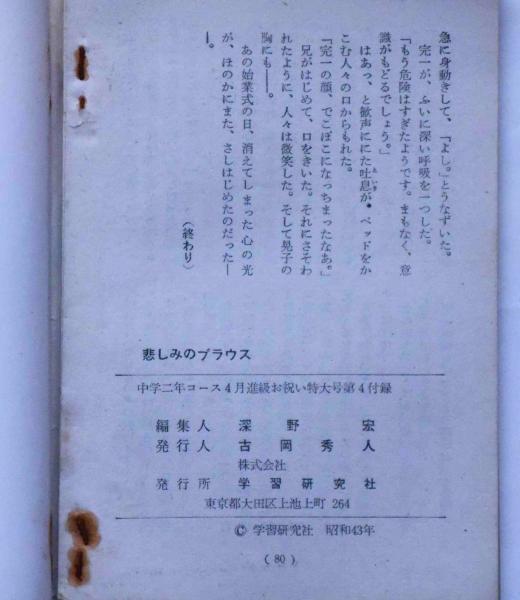 急に身動きして、「よし。」とうなずいた。
完一が、ふいに深い呼吸を一つしだ。
「もう危険はすぎたようです。まもなく、意
識がもどるでしょう。」
はあっ、と歓声ににた吐息が、ベッドをか
こむ人々の口からもれた。
「完一の顔、でこぼこになっちまったなあ。」
兄がはじめて、口をきいた。それにさそわ
れたように、人々は微笑した。そして晃子の
胸にも――。
あの始業式の日、消えてしまった心の光
が、ほのかにまた、さしはじめたのだった―
―。
(終わり)
悲しみのブラウス
中学二年コース4月進級お祝い特大号第4付録
編集人 深野 宏
発行人 古岡秀人
株式会社
発行所 学習研究社
東京都大田区上池上町 264
© 学習研究社 昭和43年
(80)